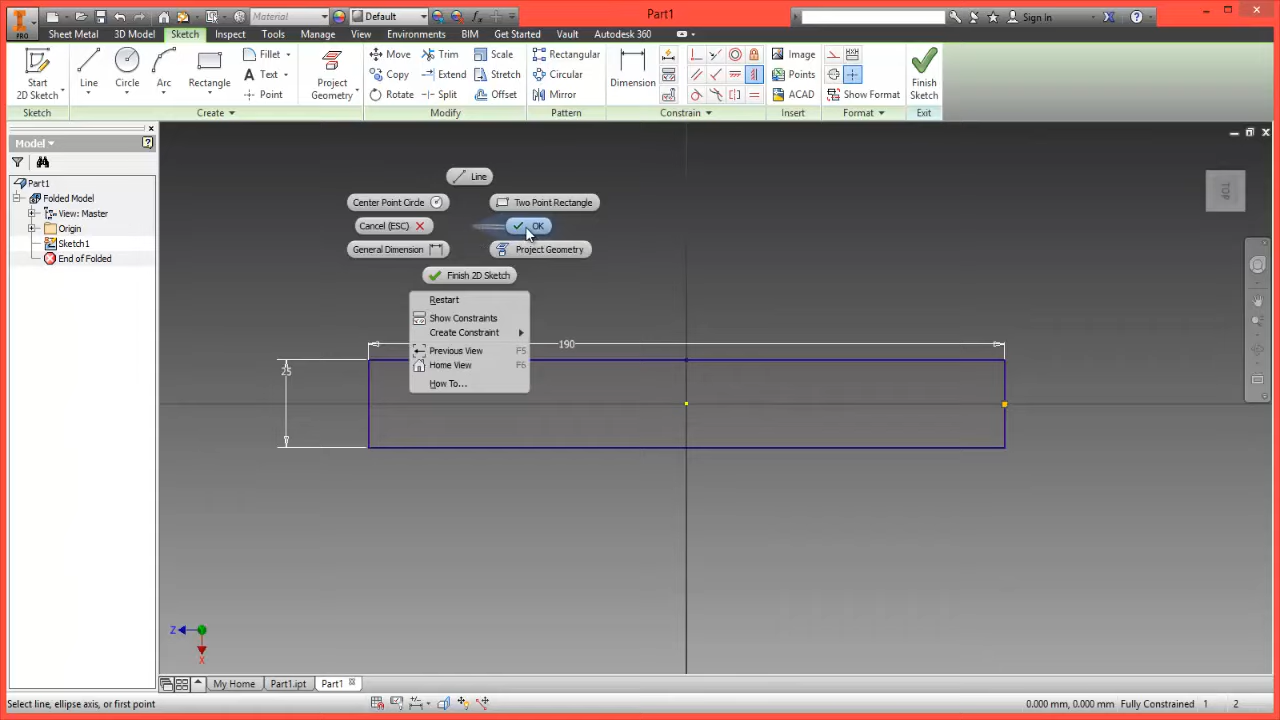 PRO
Material
Default
Part1
Sign In
Sheet Metal
3D Model
Sketch
Inspect
Tools
Manage
View
Environments
BIM
Get Started
Vault
Autodesk 360
Start
2D Sketch
Line
Circle
Arc
Rectangle
Fillet
Text
Point
Project
Geometry
Move
Copy
Rotate
Trim
Extend
Split
Scale
Stretch
Offset
Rectangular
Circular
Mirror
Dimension
Image
Points
ACAD
Show Format
Finish
Sketch
Sketch
Create
Modify
Pattern
Constrain
Insert
Format
Exit
Model
Part1
Folded Model
View: Master
Origin
Sketch1
End of Folded
Line
Center Point Circle
Two Point Rectangle
Cancel (ESC)
OK
General Dimension
Project Geometry
Finish 2D Sketch
Restart
Show Constraints
Create Constraint
Previous View F5
Home View F6
How To...
190
25
TOP
Z
X
My Home
Part1.ipt
Part1
Select line, ellipse axis, or first point
0.000 mm, 0.000 mm Fully Constrained 1 2